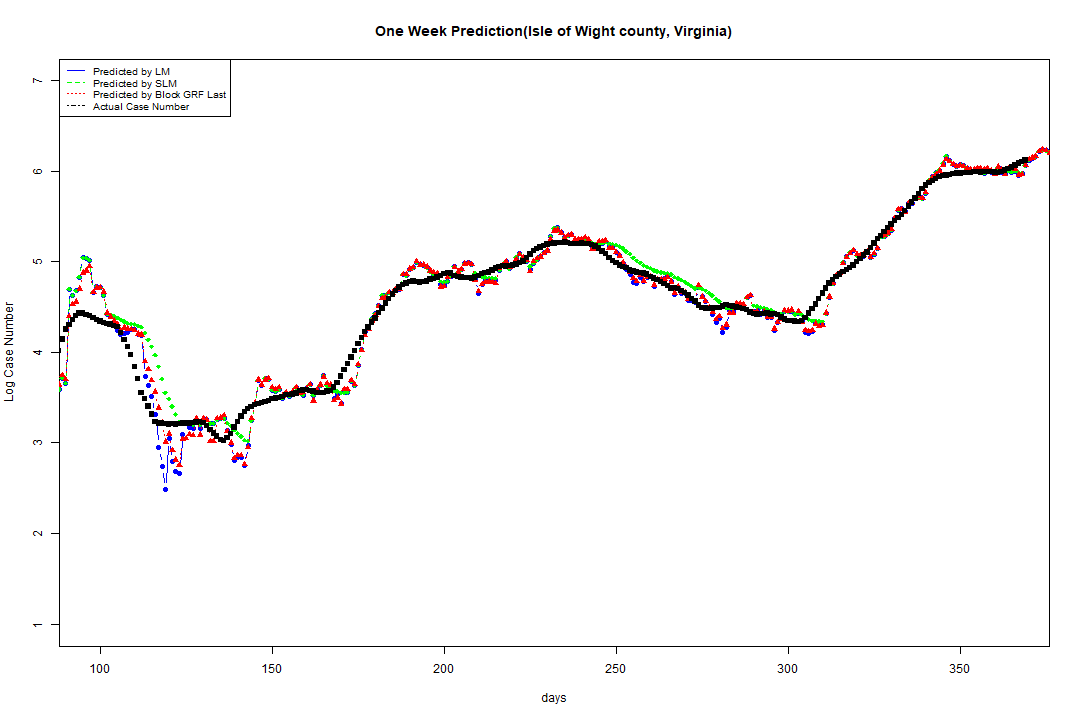 One Week Prediction(Isle of Wight county, Virginia)
Predicted by LM
Predicted by SLM
Predicted by Block GRF Last
Actual Case Number
Log Case Number
7
6
5
4
3
2
1
100 150 200 250 300 350
days